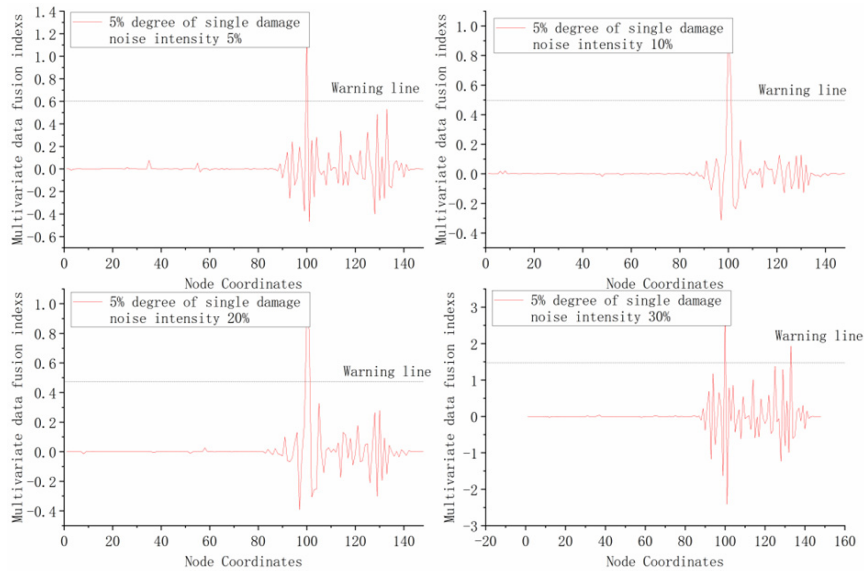 Multivariate data fusion indexs
1.4
1.2
1.0
0.8
0.6
0.4
0.2
0.0
-0.2
-0.4
-0.6
5% degree of single damage
noise intensity 5%
Warning line
0 20 40 60 80 100 120 140
Node Coordinates
Multivariate data fusion indexs
1.0
0.8
0.6
0.4
0.2
0.0
-0.2
-0.4
5% degree of single damage
noise intensity 10%
Warning line
0 20 40 60 80 100 120 140
Node Coordinates
Multivariate data fusion indexs
1.0
0.8
0.6
0.4
0.2
0.0
-0.2
-0.4
5% degree of single damage
noise intensity 20%
Warning line
0 20 40 60 80 100 120 140
Node Coordinates
Multivariate data fusion indexs
3
2
1
0
-1
-2
-3
5% degree of single damage
noise intensity 30%
Warning line
-20 0 20 40 60 80 100 120 140 160
Node Coordinates